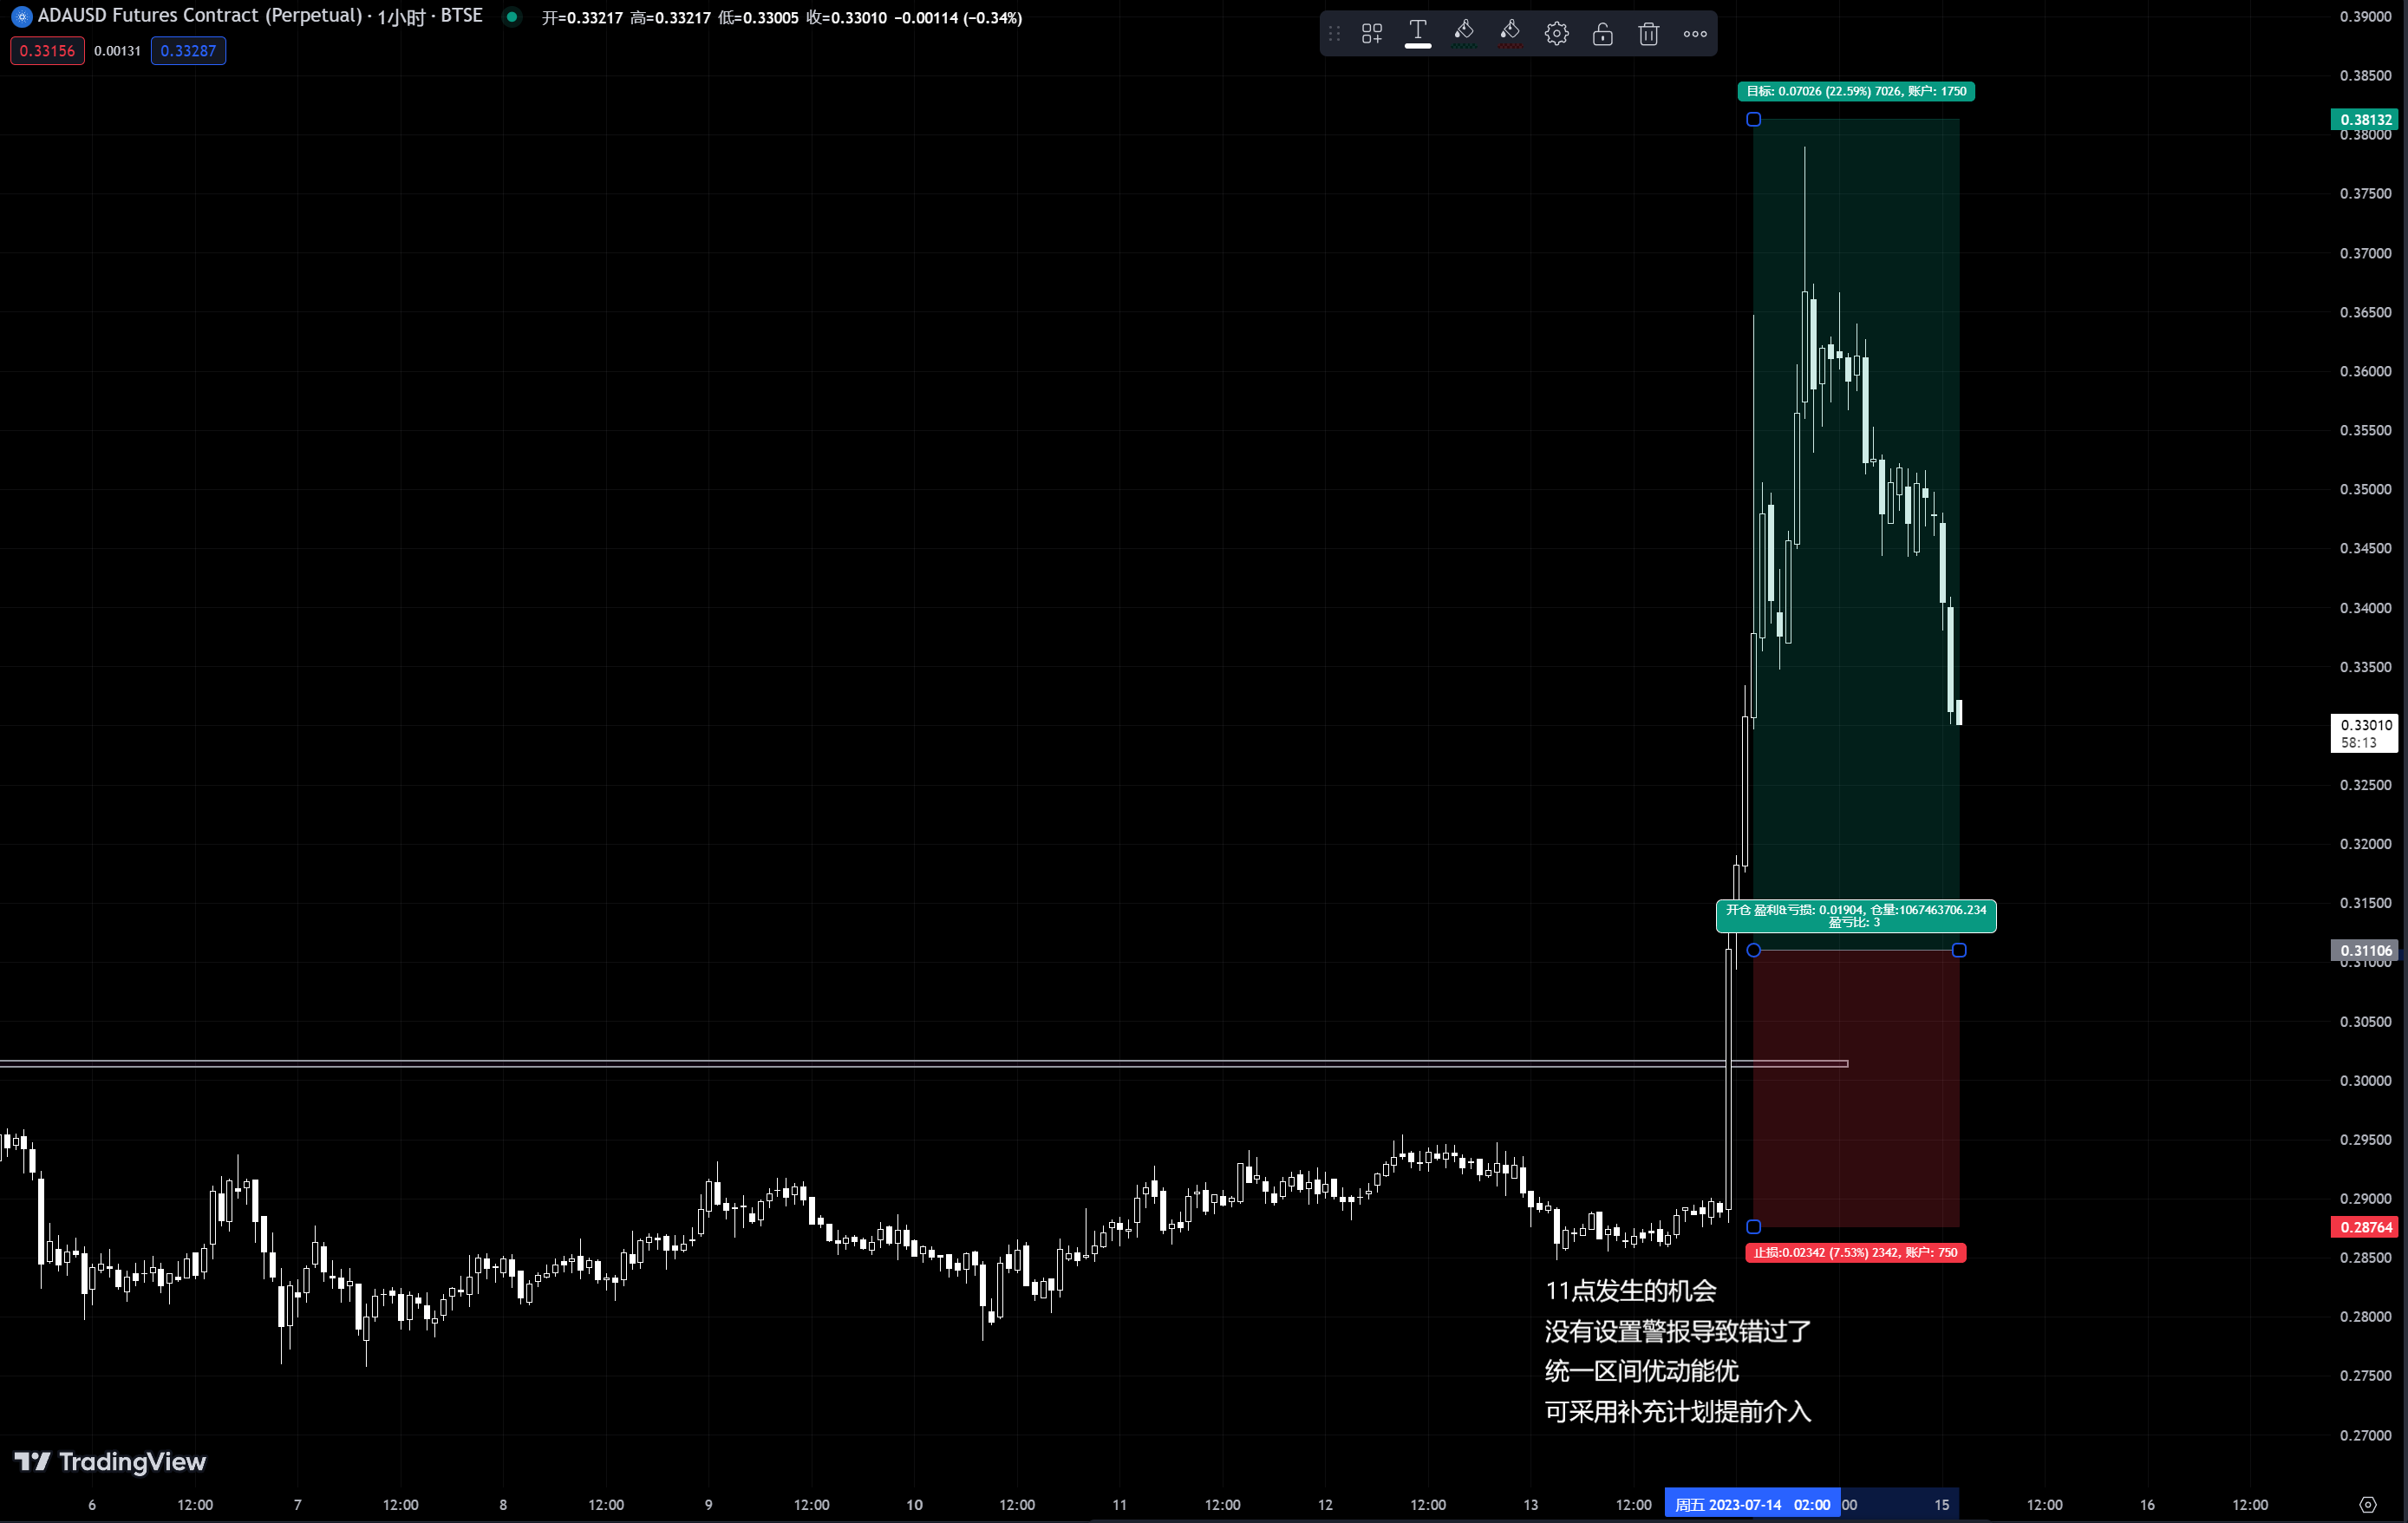 ADAUSD Futures Contract (Perpetual) · 1小时 · BTSE 开=0.33217 高=0.33217 低=0.33005 收=0.33010 −0.00114 (−0.34%)
0.33156 0.00131 0.33287
目标: 0.07026 (22.59%) 7026, 账户: 1750
开仓 盈利&亏损: 0.01904, 仓量:1067463706.234
盈亏比: 3
止损:0.02342 (7.53%) 2342, 账户: 750
11点发生的机会
没有设置警报导致错过了
统一区间优动能优
可采用补充计划提前介入
0.39000
0.38500
0.38132
0.38000
0.37500
0.37000
0.36500
0.36000
0.35500
0.35000
0.34500
0.34000
0.33500
0.33010
58:13
0.32500
0.32000
0.31500
0.31106
0.31000
0.30500
0.30000
0.29500
0.29000
0.28764
0.28500
0.28000
0.27500
0.27000
TradingView
6 12:00 7 12:00 8 12:00 9 12:00 10 12:00 11 12:00 12 12:00 13 12:00 周五 2023-07-14 02:00 00 15 12:00 16 12:00